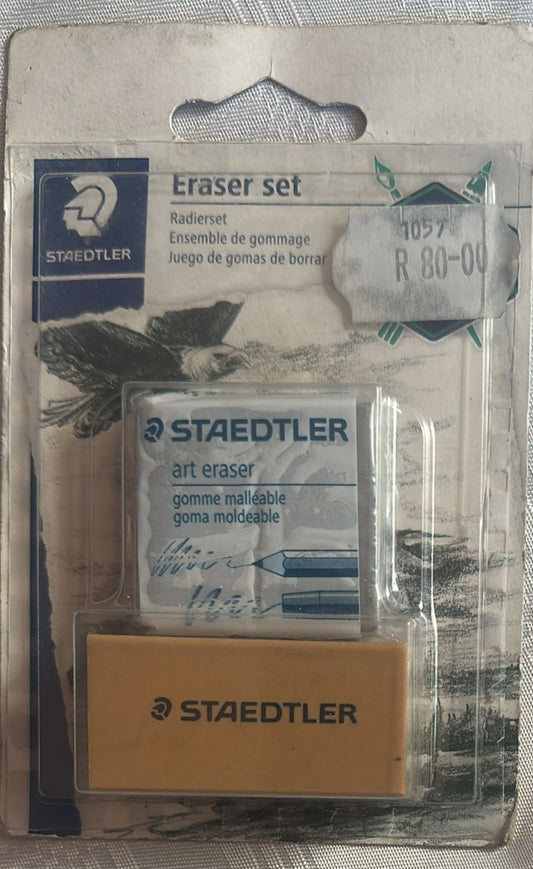 STAEDTLER
Eraser set
Radierset
Ensemble de gommage
Juego de gomas de borrar
1057
R 80-00
STAEDTLER
art eraser
gomme malléable
goma moldeable
STAEDTLER